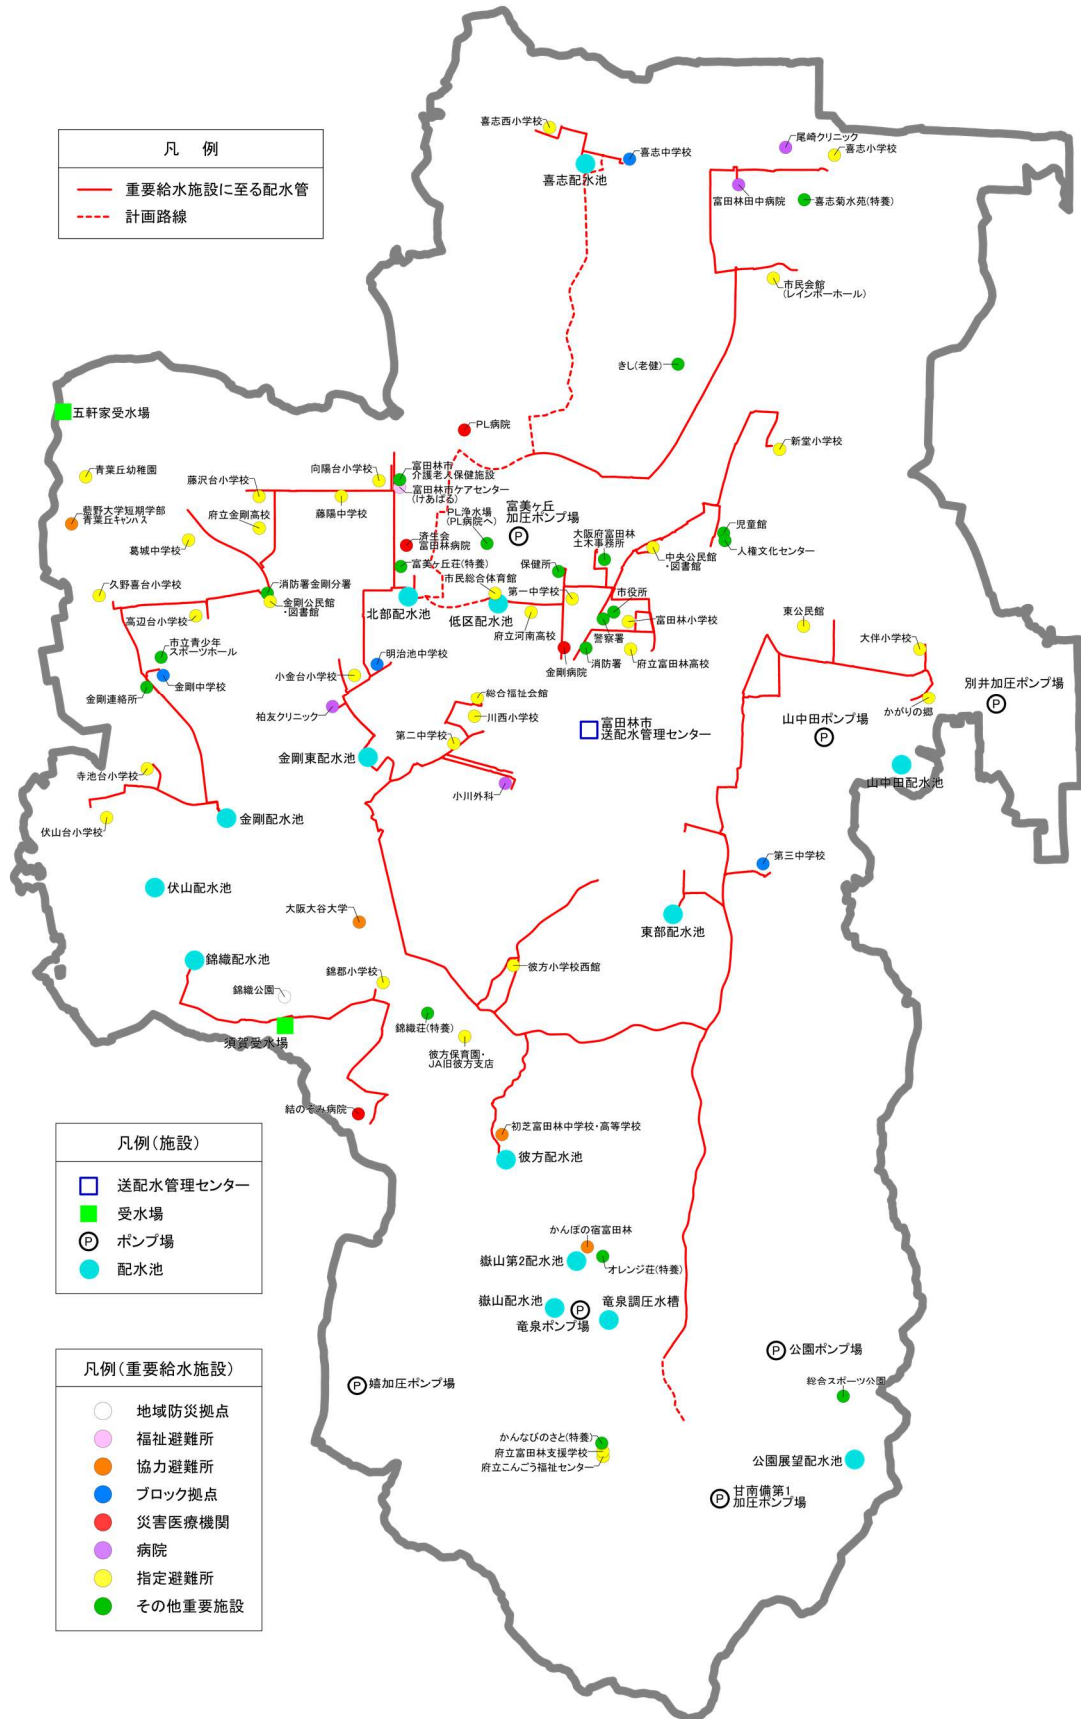 凡 例
重要給水施設に至る配水管
計画路線
喜志西小学校
喜志中学校
喜志配水池
尾崎クリニック
喜志小学校
富田林田中病院
喜志菊水苑(特養)
市民会館
(レインボーホール)
きし(老健)
五軒家受水場
PL病院
新堂小学校
青葉丘幼稚園
藤沢台小学校
向陽台小学校
富田林市
介護老人保健施設
富田林市ケアセンター
(けあぱる)
藍野大学短期学部
青葉丘キャンパス
府立金剛高校
藤陽中学校
PL浄水場
(PL病院へ)
富美ヶ丘
加圧ポンプ場
葛城中学校
済生会
富田林病院
大阪府富田林
土木事務所
児童館
人権文化センター
中央公民館
・図書館
富美ヶ丘荘(特養)
保健所
市民総合体育館
久野喜台小学校
消防署金剛分署
金剛公民館
・図書館
第一中学校
市役所
北部配水池
低区配水池
高辺台小学校
府立河南高校
富田林小学校
警察署
東公民館
大伴小学校
市立青少年
スポーツホール
金剛中学校
金剛連絡所
明治池中学校
小金台小学校
金剛病院
消防署
府立富田林高校
別井加圧ポンプ場
かがりの郷
柏友クリニック
総合福祉会館
川西小学校
富田林市
送配水管理センター
山中田ポンプ場
第二中学校
金剛東配水池
山中田配水池
寺池台小学校
小川外科
伏山台小学校
金剛配水池
第三中学校
伏山配水池
大阪大谷大学
東部配水池
錦織配水池
錦郡小学校
彼方小学校西館
錦織公園
錦織荘(特養)
須賀受水場
彼方保育園・
JA旧彼方支店
結のぞみ病院
初芝富田林中学校・高等学校
彼方配水池
凡例(施設)
送配水管理センター
受水場
ポンプ場
P
配水池
かんぽの宿富田林
嶽山第2配水池
オレンジ荘(特養)
嶽山配水池
竜泉調圧水槽
竜泉ポンプ場
公園ポンプ場
嬉加圧ポンプ場
総合スポーツ公園
かんなびのさと(特養)
府立富田林支援学校
府立こんごう福祉センター
公園展望配水池
甘南備第1
加圧ポンプ場
凡例(重要給水施設)
地域防災拠点
福祉避難所
協力避難所
ブロック拠点
災害医療機関
病院
指定避難所
その他重要施設